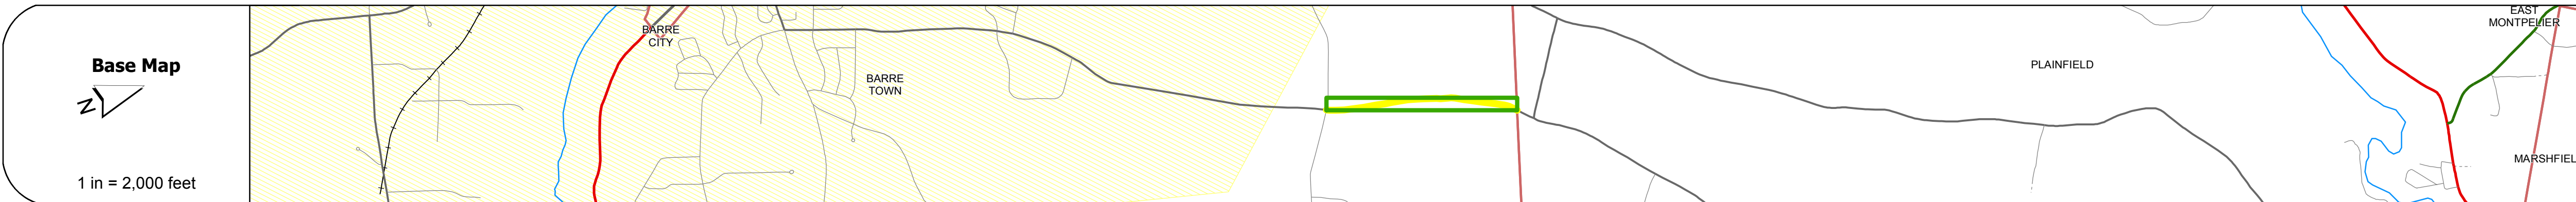 Base Map
N
1 in = 2,000 feet
BARRE
CITY
BARRE
TOWN
PLAINFIELD
EAST
MONTPELIER
MARSHFIEL